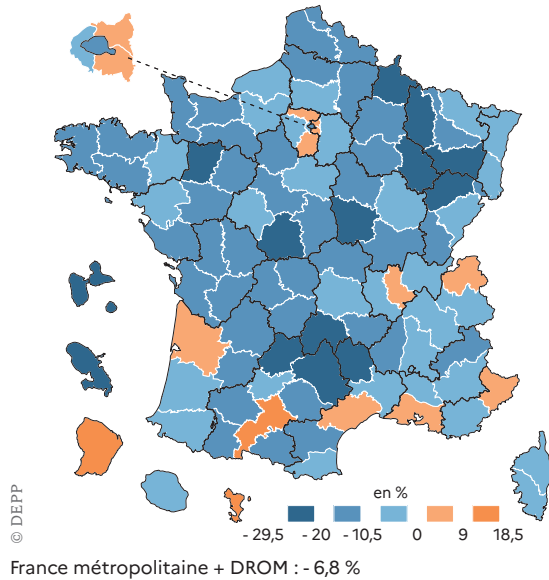 © DEPP
en %
- 29,5 - 20 -10,5 0 9 18,5
France métropolitaine + DROM : - 6,8 %